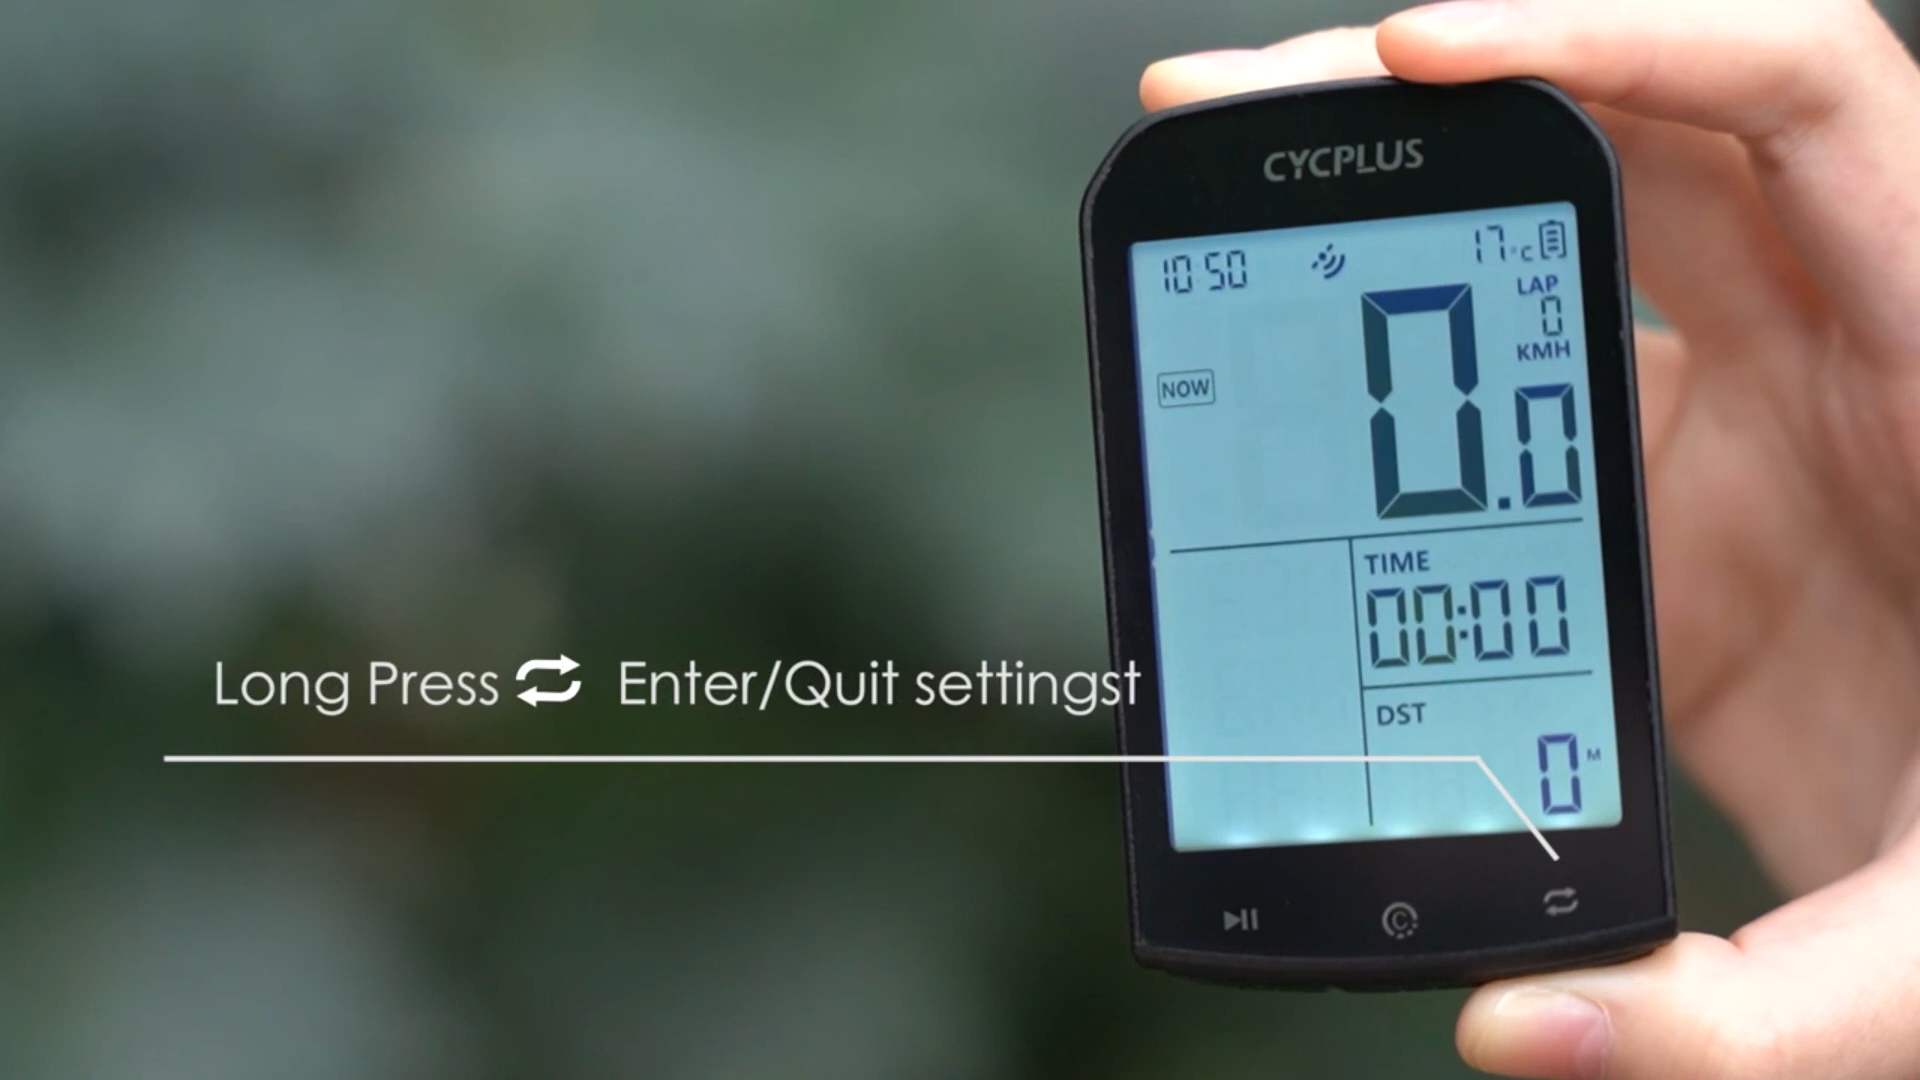 CYCPLUS
10:50 17°C
LAP
0
KMH
NOW
0.0
TIME
00:00
Long Press Enter/Quit settingst
DST
0 M